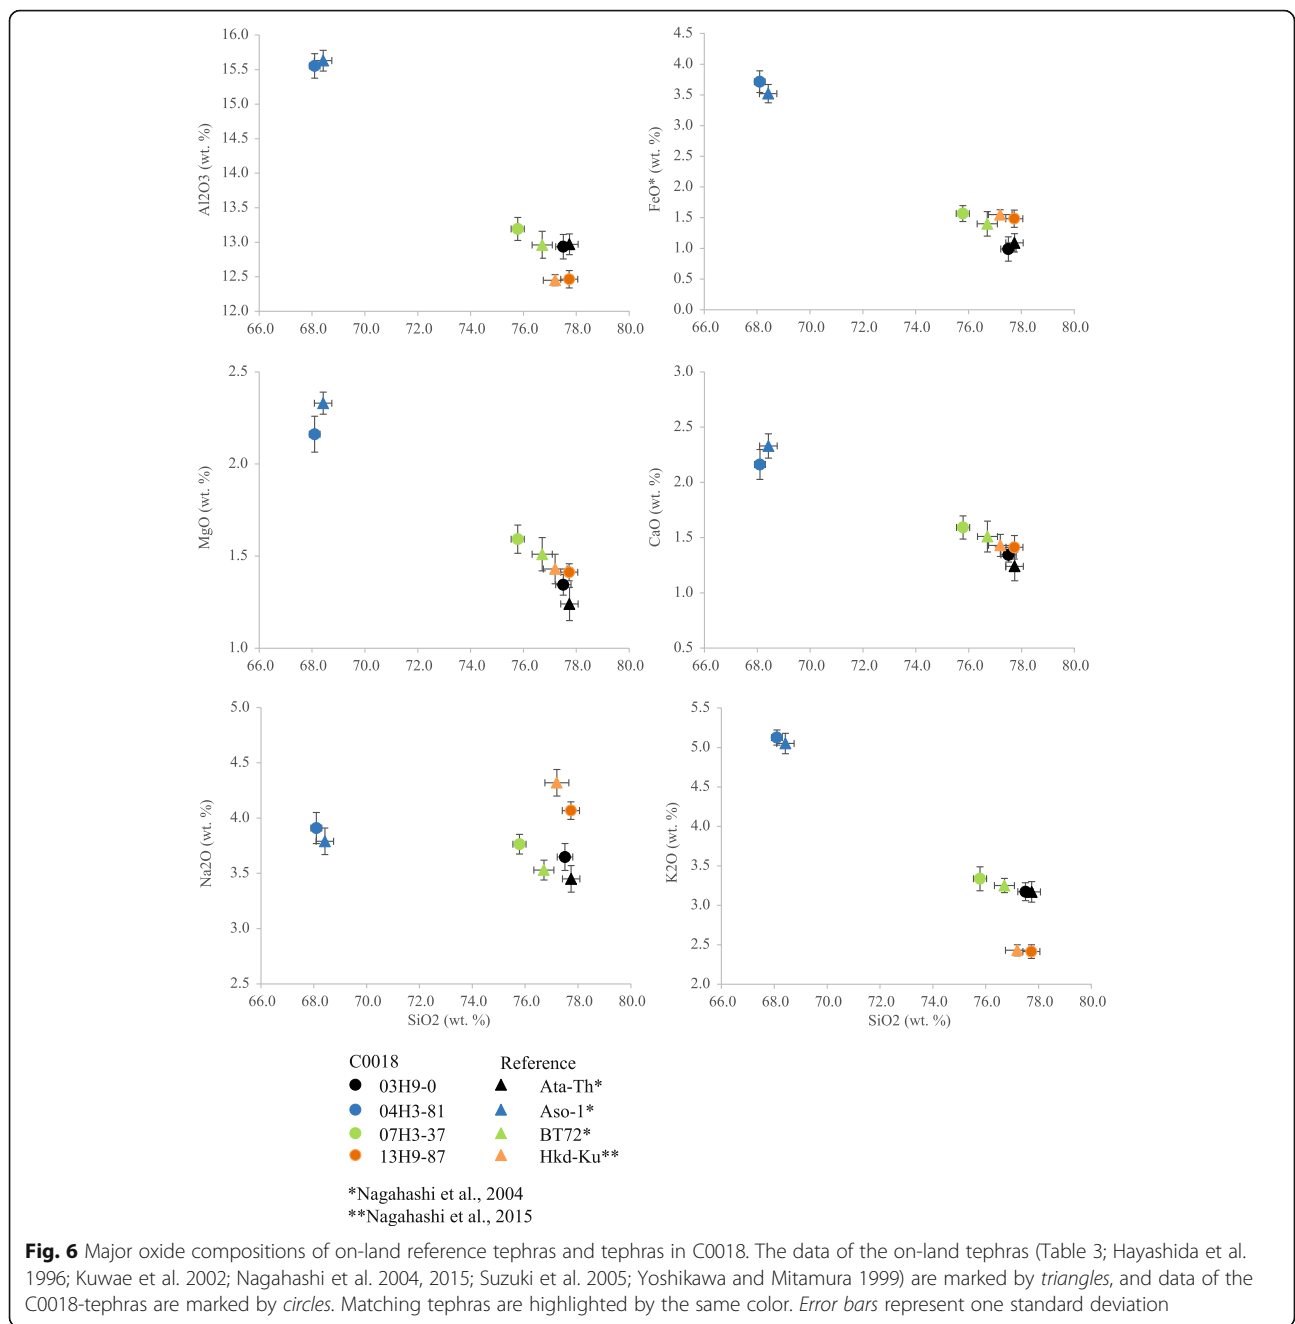 16.0
15.5
15.0
14.5
14.0
13.5
13.0
12.5
12.0
Al2O3 (wt. %)
66.0 68.0 70.0 72.0 74.0 76.0 78.0 80.0
4.5
4.0
3.5
3.0
2.5
2.0
1.5
1.0
0.5
0.0
FeO* (wt. %)
66.0 68.0 70.0 72.0 74.0 76.0 78.0 80.0
2.5
2.0
1.5
1.0
MgO (wt. %)
66.0 68.0 70.0 72.0 74.0 76.0 78.0 80.0
3.0
2.5
2.0
1.5
1.0
0.5
CaO (wt. %)
66.0 68.0 70.0 72.0 74.0 76.0 78.0 80.0
5.0
4.5
4.0
3.5
3.0
2.5
Na2O (wt. %)
66.0 68.0 70.0 72.0 74.0 76.0 78.0 80.0
SiO2 (wt. %)
5.5
5.0
4.5
4.0
3.5
3.0
2.5
2.0
K2O (wt. %)
66.0 68.0 70.0 72.0 74.0 76.0 78.0 80.0
SiO2 (wt. %)
C0018 Reference
03H9-0 Ata-Th*
04H3-81 Aso-1*
07H3-37 BT72*
13H9-87 Hkd-Ku**
*Nagahashi et al., 2004
**Nagahashi et al., 2015
Fig. 6 Major oxide compositions of on-land reference tephras and tephras in C0018. The data of the on-land tephras (Table 3; Hayashida et al.
1996; Kuwae et al. 2002; Nagahashi et al. 2004, 2015; Suzuki et al. 2005; Yoshikawa and Mitamura 1999) are marked by triangles, and data of the
C0018-tephras are marked by circles. Matching tephras are highlighted by the same color. Error bars represent one standard deviation